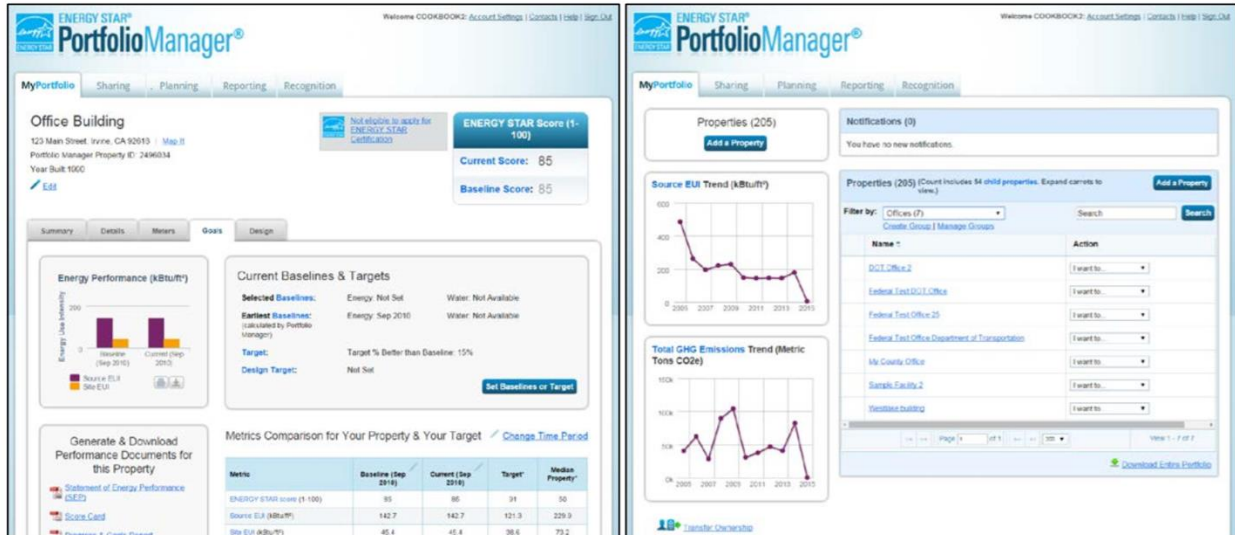 ENERGY STAR®
PortfolioManager®
Welcome COOKBOOK2: Account Settings | Contacts | Help | Sign Out
MyPortfolio Sharing Planning Reporting Recognition
Office Building
123 Main Street, Irvine, CA 92613 | Map It
Portfolio Manager Property ID: 2496034
Year Built:1900
Edit
Not eligible to apply for
ENERGY STAR
Certification
ENERGY STAR Score (1-
100)
Current Score: 85
Baseline Score: 85
Summary Details Meters Goals Design
Energy Performance (kBtu/ft²)
Energy Use Intensity
200
0
Baseline
(Sep 2010)
Current (Sep
2010)
Source EUI
Site EUI
Current Baselines & Targets
Selected Baselines: Energy: Not Set Water: Not Available
Earliest Baselines: Energy: Sep 2010 Water: Not Available
(calculated by Portfolio
Manager)
Target: Target % Better than Baseline: 15%
Design Target: Not Set
Set Baselines or Target
Generate & Download
Performance Documents for
this Property
Statement of Energy Performance
(SEP)
Score Card
Progress & Goals Report
Metrics Comparison for Your Property & Your Target Change Time Period
Metric Baseline (Sep 2010) Current (Sep 2010) Target* Median Property*
ENERGY STAR score (1-100) 85 85 91 50
Source EUI (kBtu/ft²) 142.7 142.7 121.3 229.9
Site EUI (kBtu/ft²) 45.4 45.4 38.6 73.2
ENERGY STAR®
PortfolioManager®
Welcome COOKBOOK2: Account Settings | Contacts | Help | Sign Out
MyPortfolio Sharing Planning Reporting Recognition
Properties (205)
Add a Property
Source EUI Trend (kBtu/ft²)
600
400
200
0
2005 2007 2009 2011 2013 2015
Total GHG Emissions Trend (Metric
Tons CO2e)
150k
100k
50k
0k
2005 2007 2009 2011 2013 2015
Transfer Ownership
Notifications (0)
You have no new notifications.
Properties (205) (Count includes 54 child properties. Expand carrots to
view.)
Add a Property
Filter by: Offices (7) Search Search
Create Group | Manage Groups
Name Action
DOT Office 2 I want to...
Federal Test DOT Office I want to...
Federal Test Office 25 I want to...
Federal Test Office Department of Transportation I want to...
My County Office I want to...
Sample Facility 2 I want to...
Westlake building I want to...
Page 1 of 1 View 1 - 7 of 7
Download Entire Portfolio